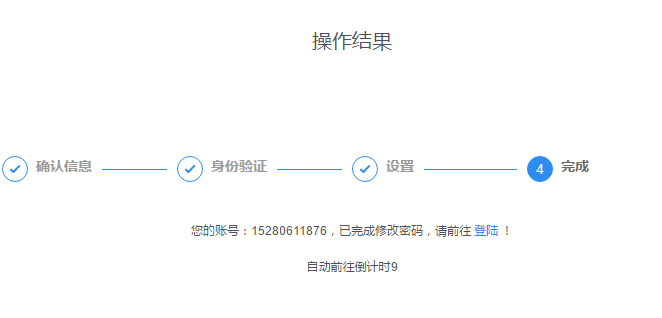 操作结果
确认信息 身份验证 设置 4 完成
您的账号：15280611876，已完成修改密码，请前往 登陆 ！
自动前往倒计时9